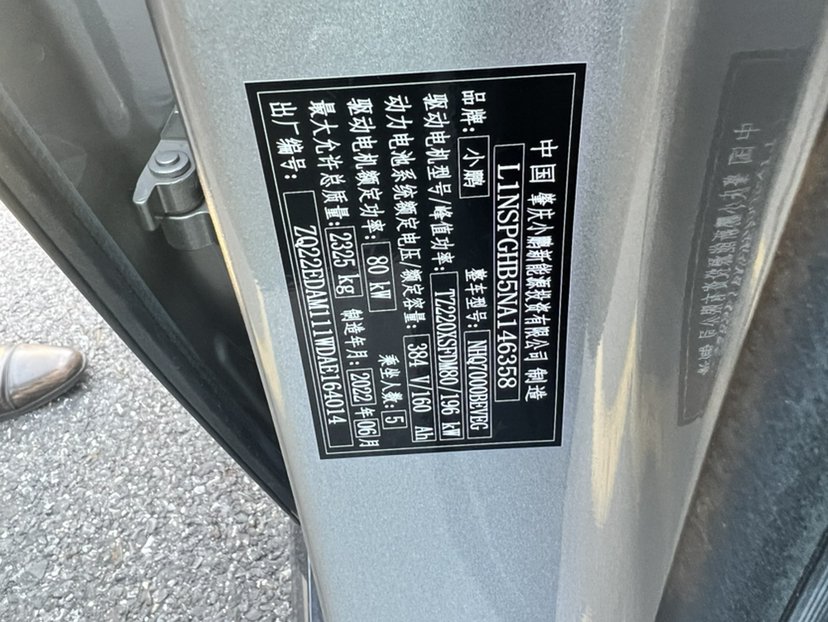 中国 肇庆小鹏新能源投资有限公司 制造
L1NSPGHB5NA146358
品牌: 小鹏 整车型号: NHQ7000BEVEG
驱动电机型号/峰值功率: TZ220XSFDM80/196 kW
动力电池系统额定电压/额定容量: 384 V/160 Ah
驱动电机额定功率: 80 kW 乘坐人数: 5
最大允许总质量: 2325 kg 制造年月: 2022年06月
出厂编号: ZQ22EDAM111WDAE164014